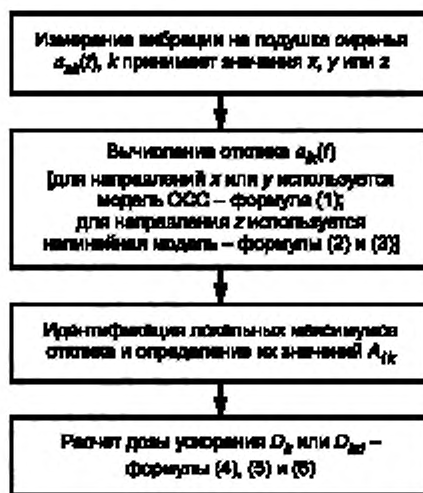 Измерение вибрации на подушке сиденья
a_zk(t), k принимает значения x, y или z
Вычисление отклика a_lk(t)
[для направлений x или y используется
модель ОСС – формула (1);
для направления z используется
нелинейная модель – формулы (2) и (3)]
Идентификация локальных максимумов
отклика и определение их значений A_ik
Расчет дозы ускорения D_k или D_kd –
формулы (4), (5) и (6)